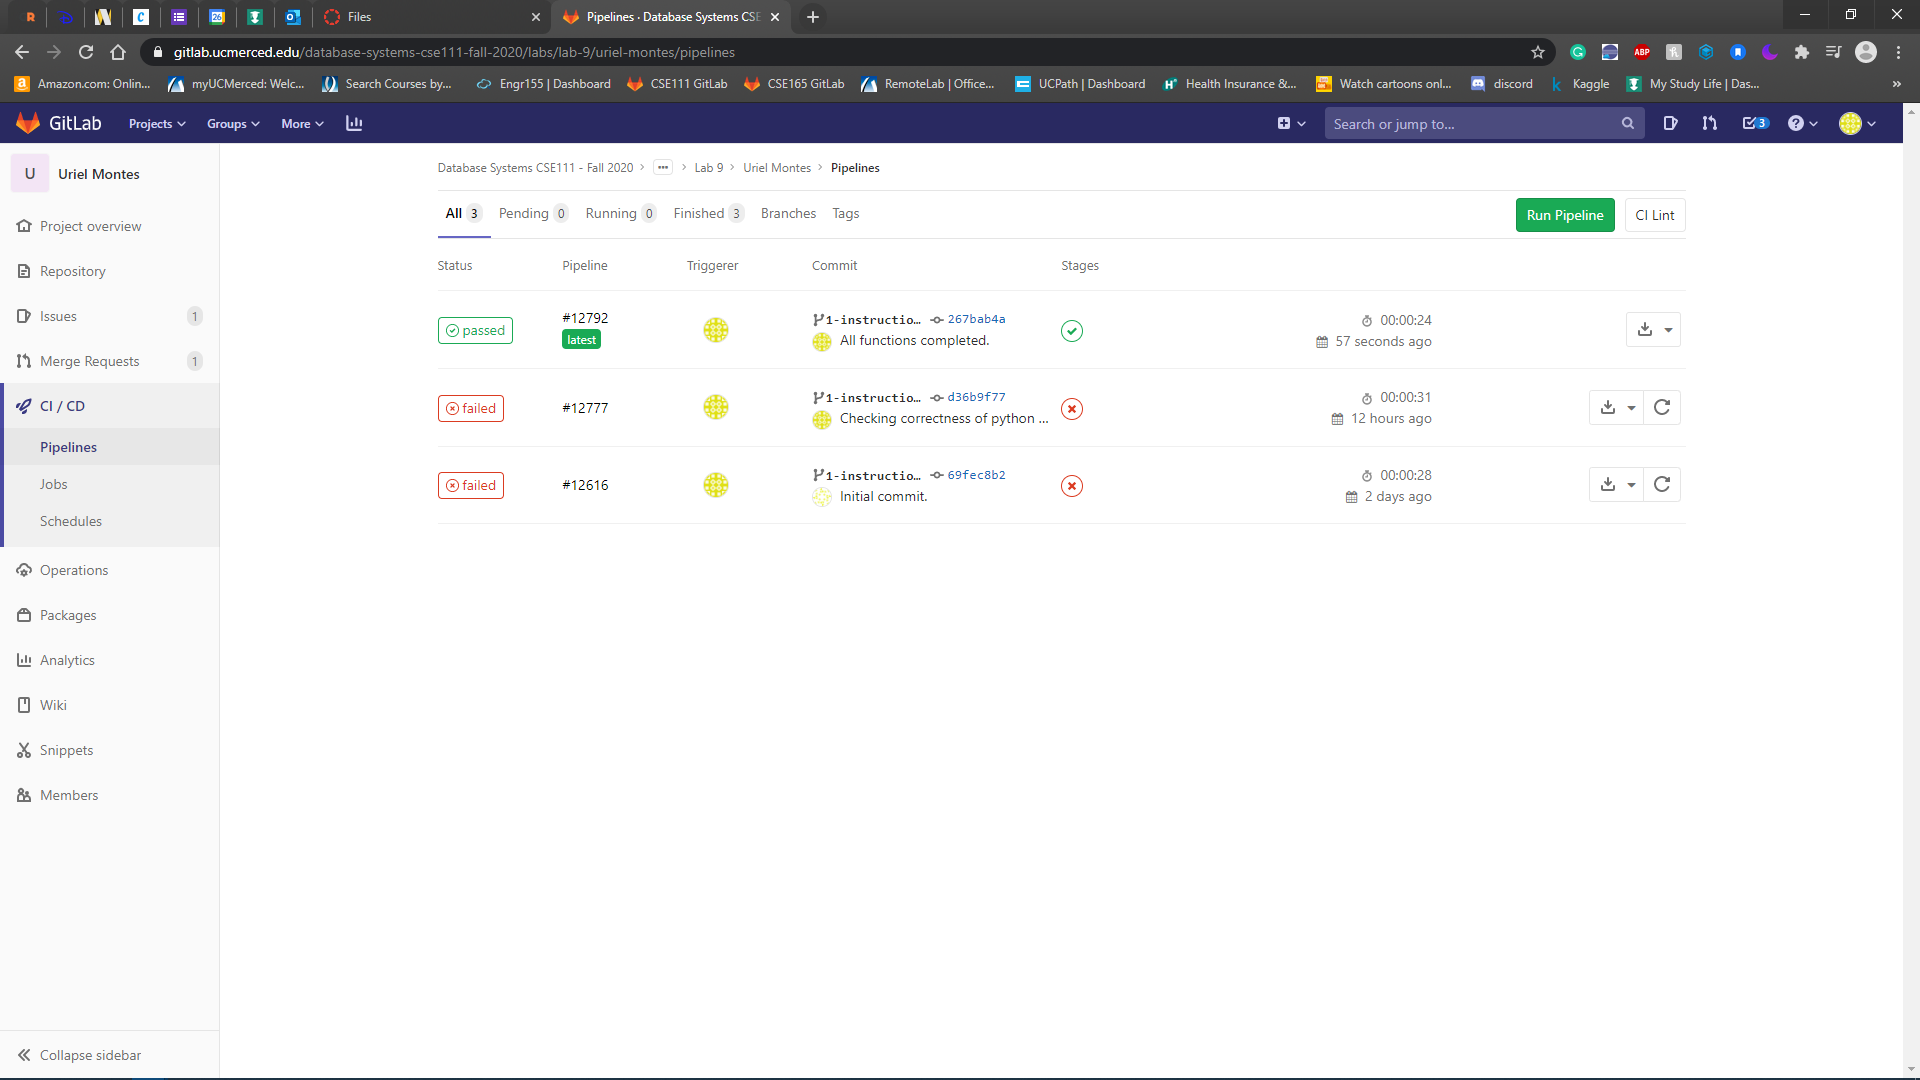 Files
Pipelines · Database Systems CSE
gitlab.ucmerced.edu/database-systems-cse111-fall-2020/labs/lab-9/uriel-montes/pipelines
Amazon.com: Onlin...
myUCMerced: Welc...
Search Courses by...
Engr155 | Dashboard
CSE111 GitLab
CSE165 GitLab
RemoteLab | Office...
UCPath | Dashboard
Health Insurance &...
Watch cartoons onl...
discord
Kaggle
My Study Life | Das...
GitLab
Projects
Groups
More
Search or jump to...
3
U
Uriel Montes
Project overview
Repository
Issues 1
Merge Requests 1
CI / CD
Pipelines
Jobs
Schedules
Operations
Packages
Analytics
Wiki
Snippets
Members
Collapse sidebar
Database Systems CSE111 - Fall 2020 > ... > Lab 9 > Uriel Montes > Pipelines
All 3
Pending 0
Running 0
Finished 3
Branches
Tags
Run Pipeline
CI Lint
Status Pipeline Triggerer Commit Stages
passed
#12792
latest
1-instructio... 267bab4a
All functions completed.
00:00:24
57 seconds ago
failed
#12777
1-instructio... d36b9f77
Checking correctness of python ...
00:00:31
12 hours ago
failed
#12616
1-instructio... 69fec8b2
Initial commit.
00:00:28
2 days ago